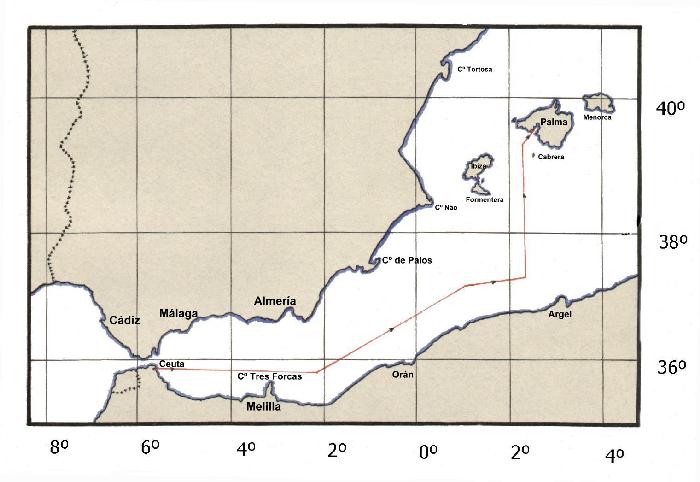 Cº Tortosa
40º
Menorca
Palma
Cabrera
Ibiza
Formentera
Cº Nao
38º
Cº de Palos
Almería
Málaga
Cádiz
Argel
Ceuta
36º
Cº Tres Forcas
Orán
Melilla
8º
6º
4º
2º
0º
2º
4º